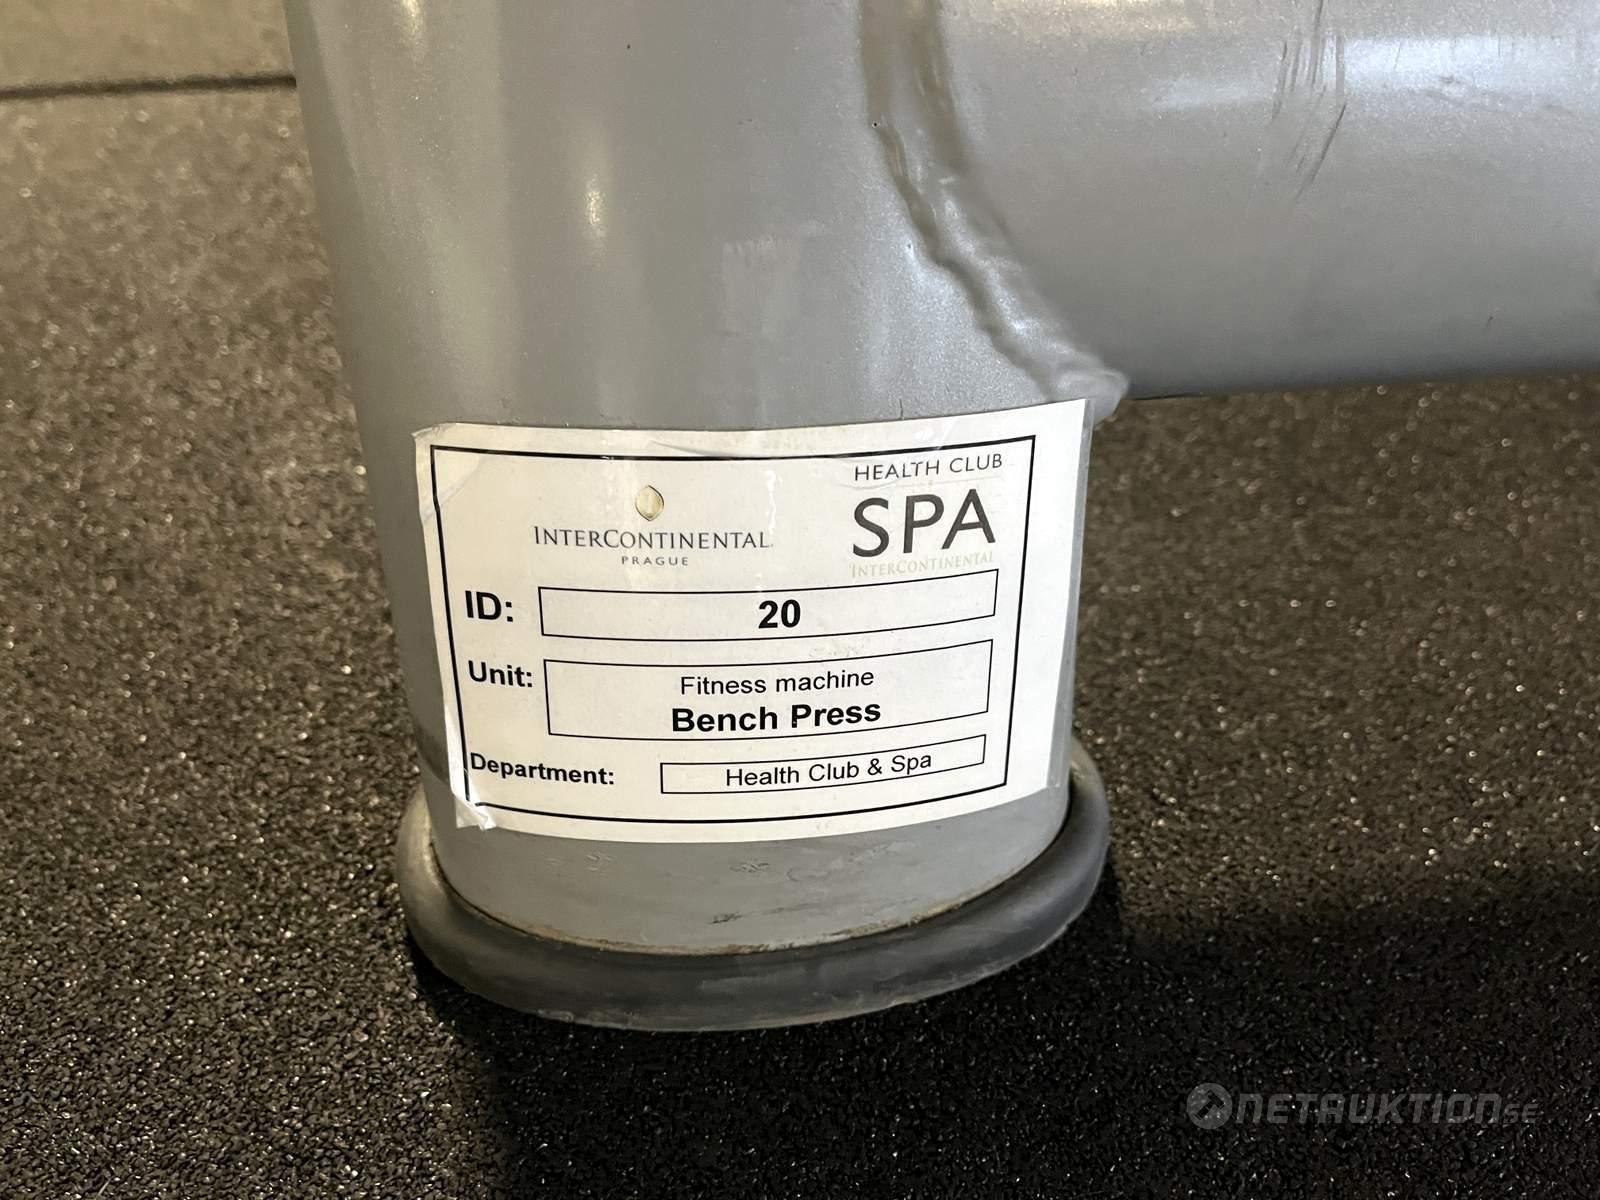 INTERCONTINENTAL
PRAGUE
HEALTH CLUB
SPA
INTERCONTINENTAL
ID: 20
Unit: Fitness machine
Bench Press
Department: Health Club & Spa
NETAUKTION.SE